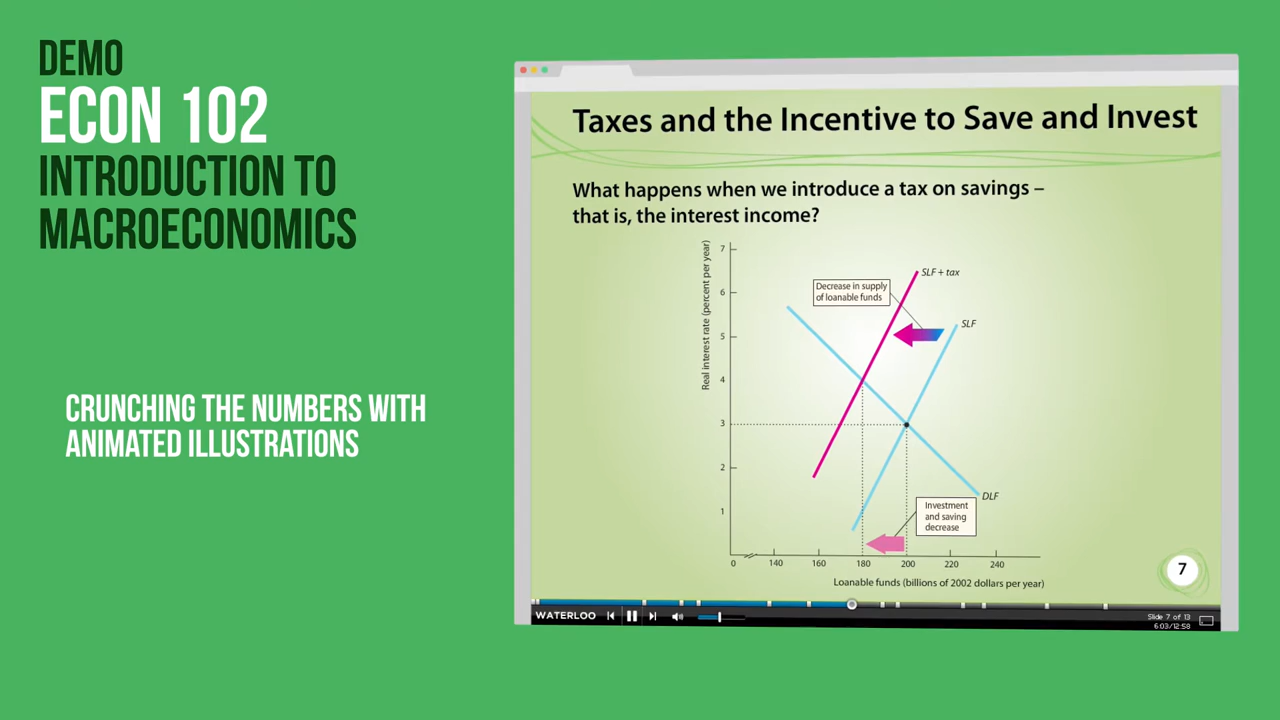 DEMO
ECON 102
INTRODUCTION TO
MACROECONOMICS
CRUNCHING THE NUMBERS WITH
ANIMATED ILLUSTRATIONS
Taxes and the Incentive to Save and Invest
What happens when we introduce a tax on savings –
that is, the interest income?
Real interest rate (percent per year)
7
6
5
4
3
2
1
SLF + tax
Decrease in supply
of loanable funds
SLF
DLF
Investment
and saving
decrease
0 140 160 180 200 220 240
Loanable funds (billions of 2002 dollars per year)
7
WATERLOO
Slide 7 of 13
6:03/12:58